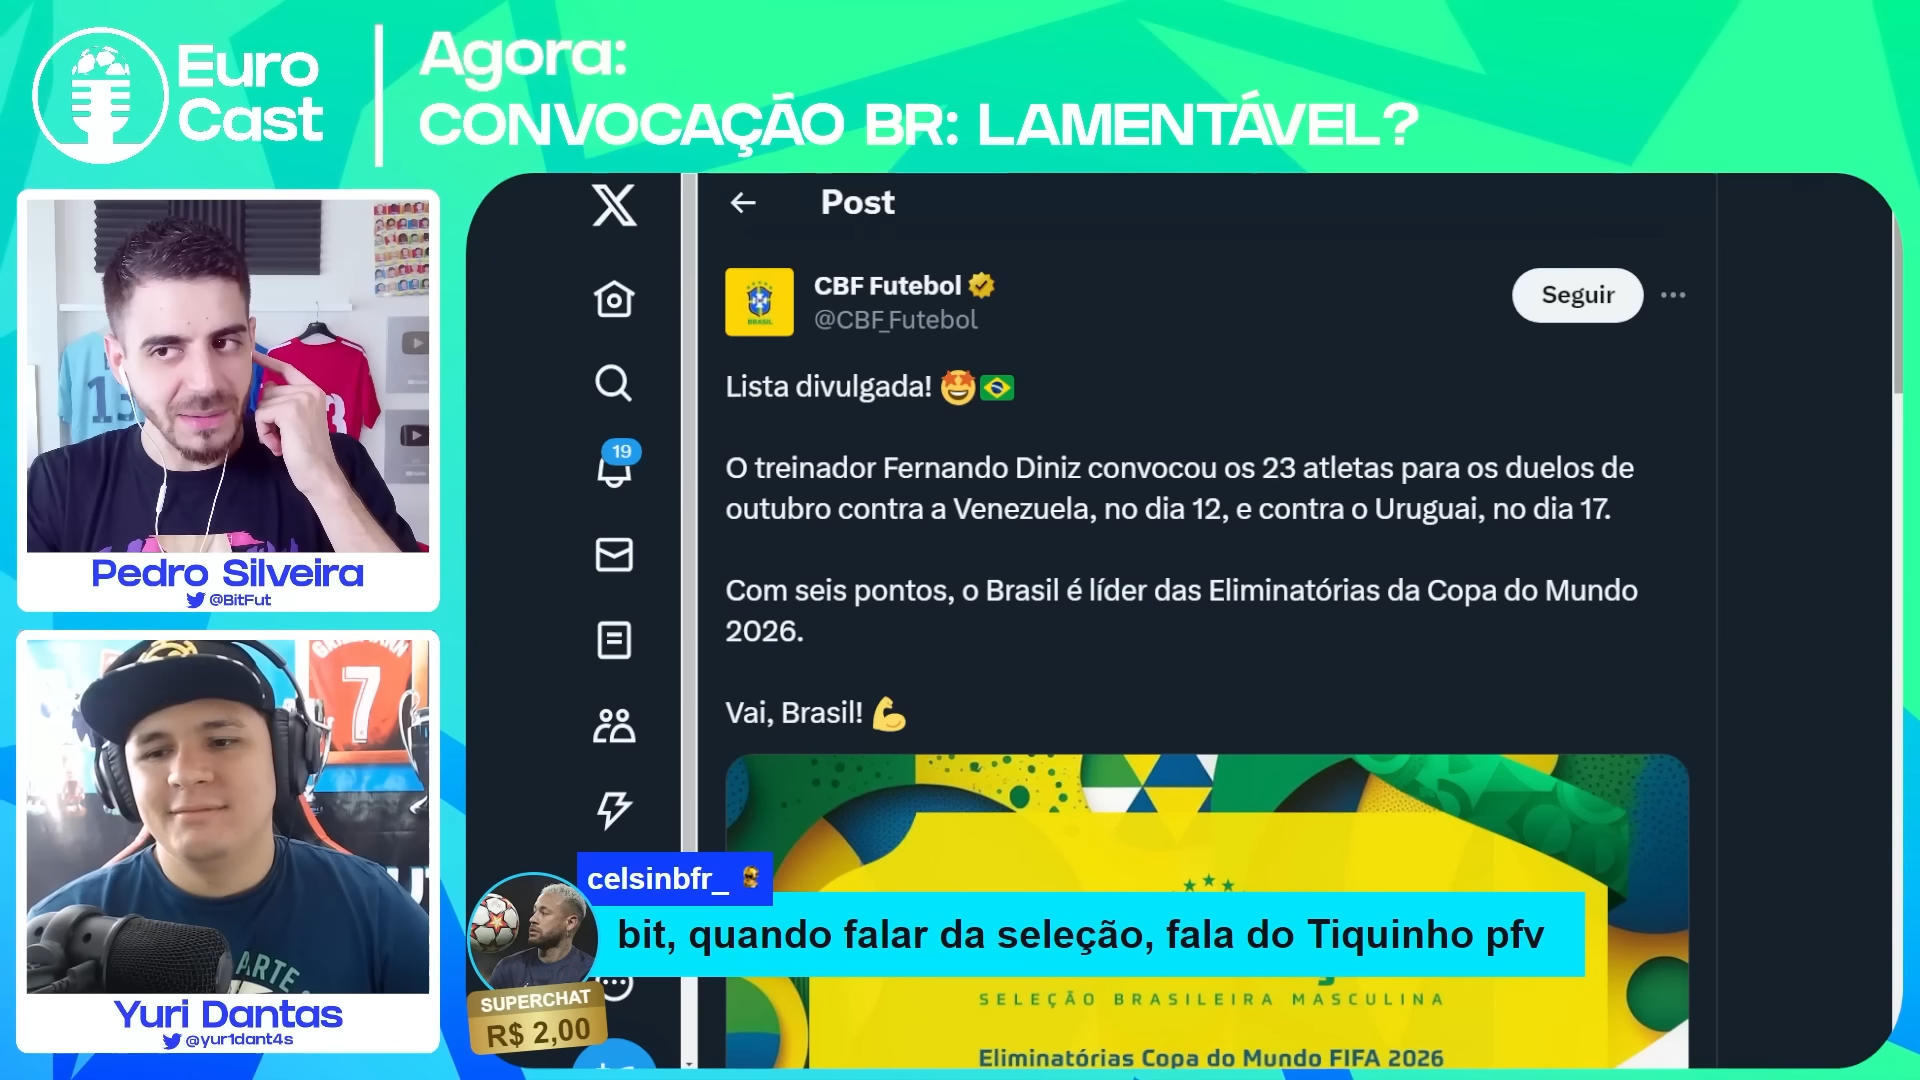 Euro
Cast
Agora:
CONVOCAÇÃO BR: LAMENTÁVEL?
Pedro Silveira
@BitFut
Yuri Dantas
@yur1dant4s
19
Post
CBF Futebol
@CBF_Futebol
Seguir
BRASIL
Lista divulgada! 🤩🇧🇷
O treinador Fernando Diniz convocou os 23 atletas para os duelos de
outubro contra a Venezuela, no dia 12, e contra o Uruguai, no dia 17.
Com seis pontos, o Brasil é líder das Eliminatórias da Copa do Mundo
2026.
Vai, Brasil! 💪
celsinbfr_
bit, quando falar da seleção, fala do Tiquinho pfv
SUPERCHAT
R$ 2,00
SELEÇÃO BRASILEIRA MASCULINA
Eliminatórias Copa do Mundo FIFA 2026
7
ARTE